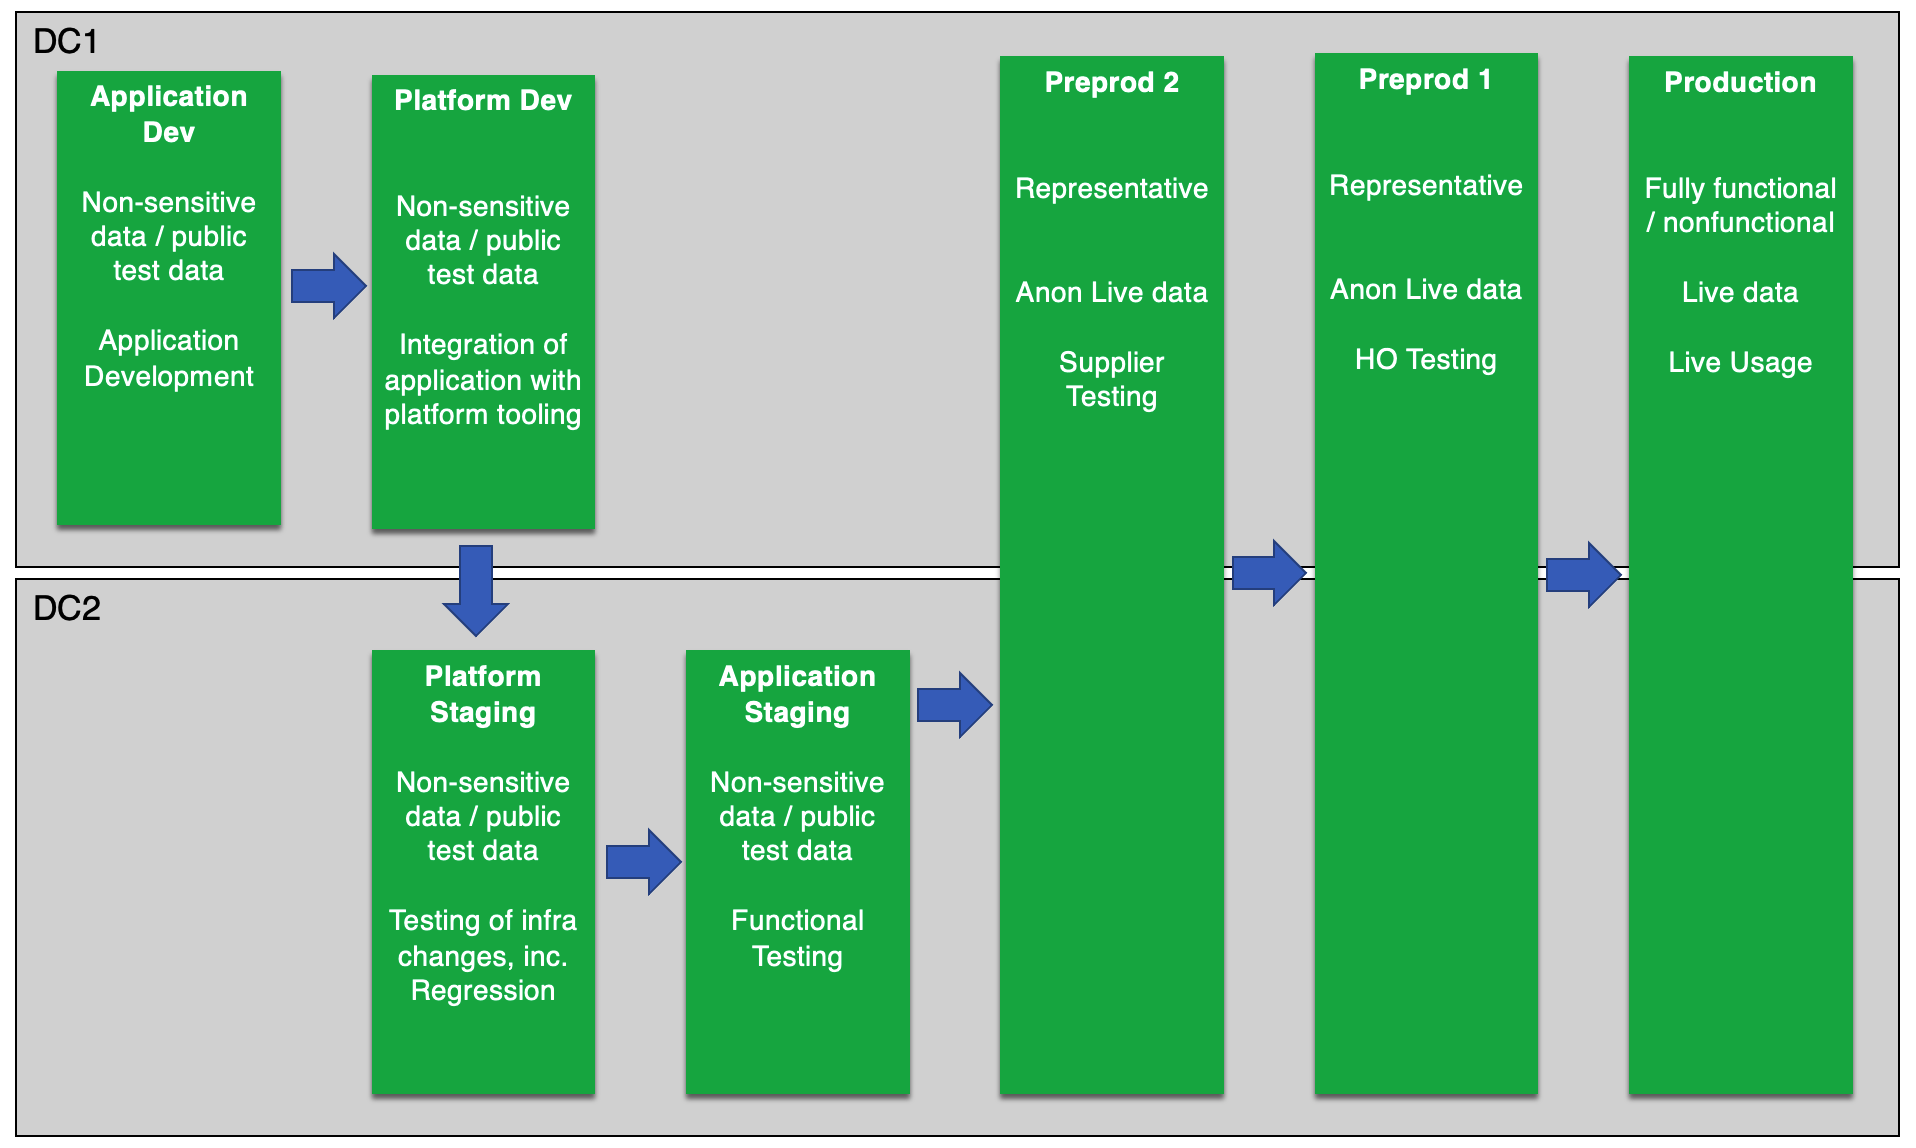 DC1
Application
Dev
Non-sensitive
data / public
test data
Application
Development
Platform Dev
Non-sensitive
data / public
test data
Integration of
application with
platform tooling
Preprod 2
Representative
Anon Live data
Supplier
Testing
Preprod 1
Representative
Anon Live data
HO Testing
Production
Fully functional
/ nonfunctional
Live data
Live Usage
DC2
Platform
Staging
Non-sensitive
data / public
test data
Testing of infra
changes, inc.
Regression
Application
Staging
Non-sensitive
data / public
test data
Functional
Testing